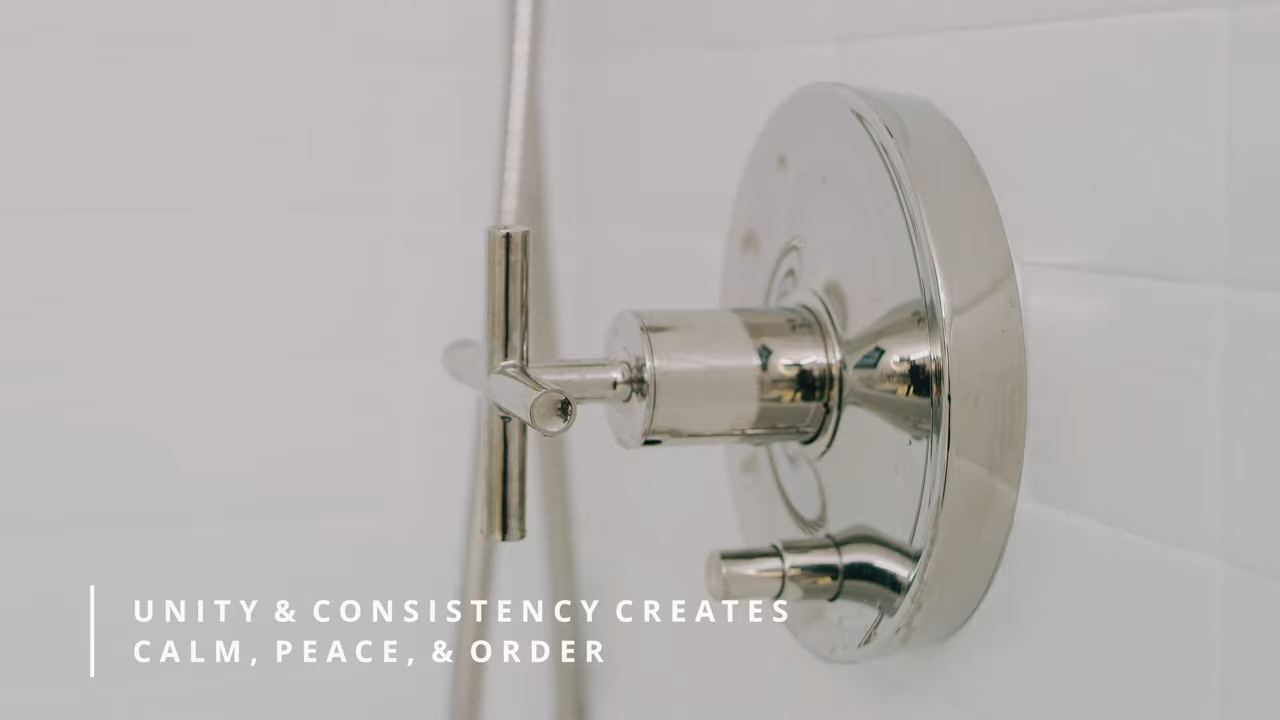 UNITY & CONSISTENCY CREATES
CALM, PEACE, & ORDER